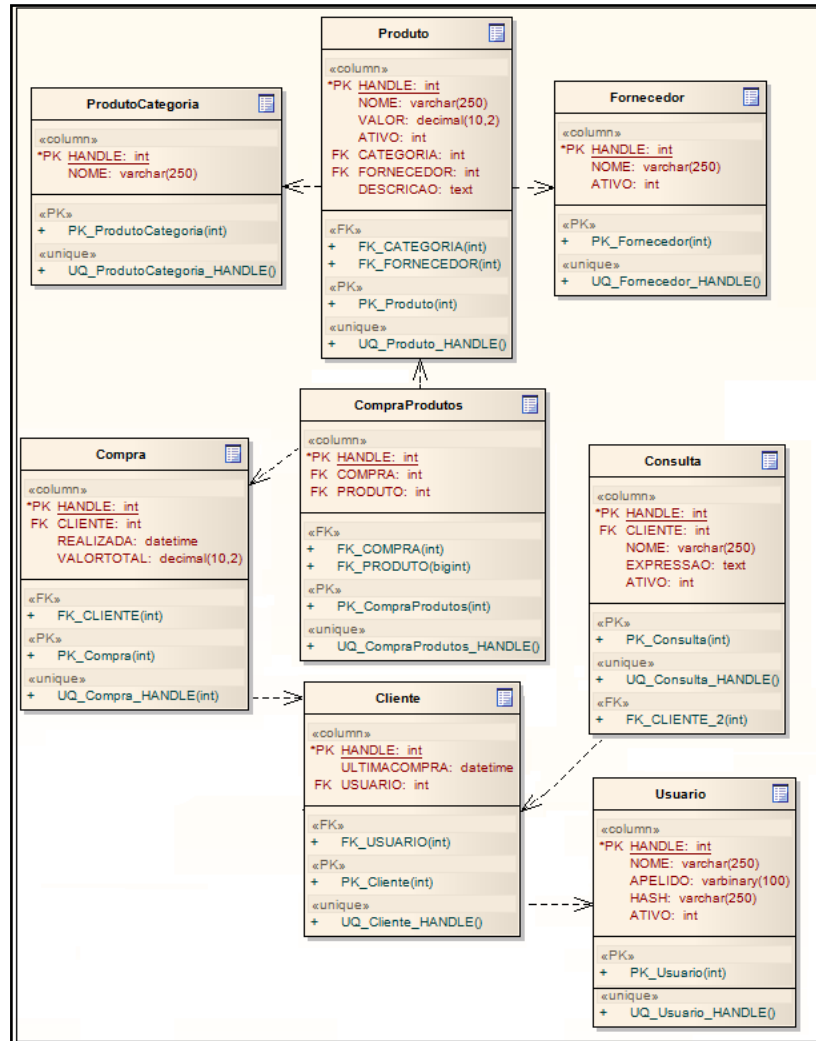 Produto
«column»
*PK HANDLE: int
NOME: varchar(250)
VALOR: decimal(10,2)
ATIVO: int
FK CATEGORIA: int
FK FORNECEDOR: int
DESCRICAO: text
«FK»
+ FK_CATEGORIA(int)
+ FK_FORNECEDOR(int)
«PK»
+ PK_Produto(int)
«unique»
+ UQ_Produto_HANDLE()
ProdutoCategoria
«column»
*PK HANDLE: int
NOME: varchar(250)
«PK»
+ PK_ProdutoCategoria(int)
«unique»
+ UQ_ProdutoCategoria_HANDLE()
Fornecedor
«column»
*PK HANDLE: int
NOME: varchar(250)
ATIVO: int
«PK»
+ PK_Fornecedor(int)
«unique»
+ UQ_Fornecedor_HANDLE()
CompraProdutos
«column»
*PK HANDLE: int
FK COMPRA: int
FK PRODUTO: int
«FK»
+ FK_COMPRA(int)
+ FK_PRODUTO(bigint)
«PK»
+ PK_CompraProdutos(int)
«unique»
+ UQ_CompraProdutos_HANDLE()
Compra
«column»
*PK HANDLE: int
FK CLIENTE: int
REALIZADA: datetime
VALORTOTAL: decimal(10,2)
«FK»
+ FK_CLIENTE(int)
«PK»
+ PK_Compra(int)
«unique»
+ UQ_Compra_HANDLE(int)
Consulta
«column»
*PK HANDLE: int
FK CLIENTE: int
NOME: varchar(250)
EXPRESSAO: text
ATIVO: int
«PK»
+ PK_Consulta(int)
«unique»
+ UQ_Consulta_HANDLE()
«FK»
+ FK_CLIENTE_2(int)
Cliente
«column»
*PK HANDLE: int
ULTIMACOMPRA: datetime
FK USUARIO: int
«FK»
+ FK_USUARIO(int)
«PK»
+ PK_Cliente(int)
«unique»
+ UQ_Cliente_HANDLE()
Usuario
«column»
*PK HANDLE: int
NOME: varchar(250)
APELIDO: varbinary(100)
HASH: varchar(250)
ATIVO: int
«PK»
+ PK_Usuario(int)
«unique»
+ UQ_Usuario_HANDLE()